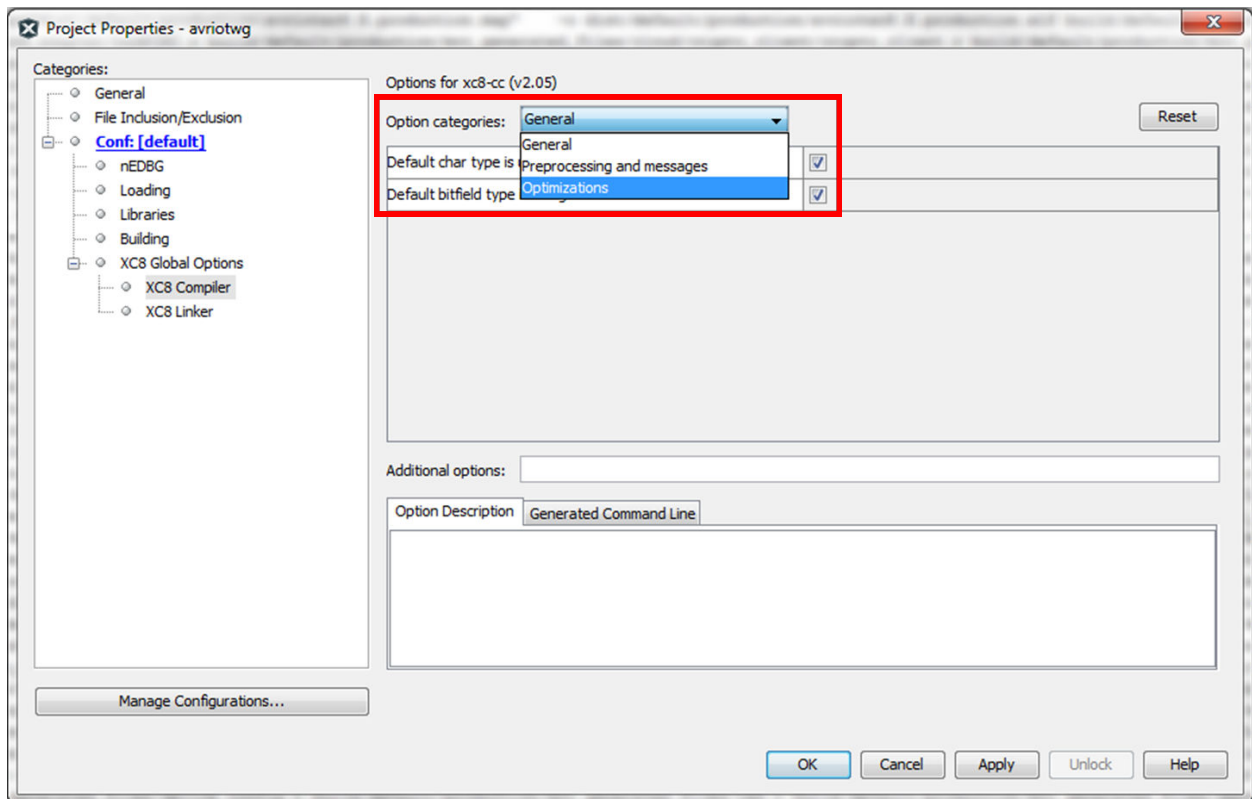 Project Properties - avriotwg
Categories:
General
File Inclusion/Exclusion
Conf: [default]
nEDBG
Loading
Libraries
Building
XC8 Global Options
XC8 Compiler
XC8 Linker
Manage Configurations...
Options for xc8-cc (v2.05)
Option categories: General
Reset
General
Default char type is
Preprocessing and messages
Default bitfield type
Optimizations
Additional options:
Option Description Generated Command Line
OK Cancel Apply Unlock Help